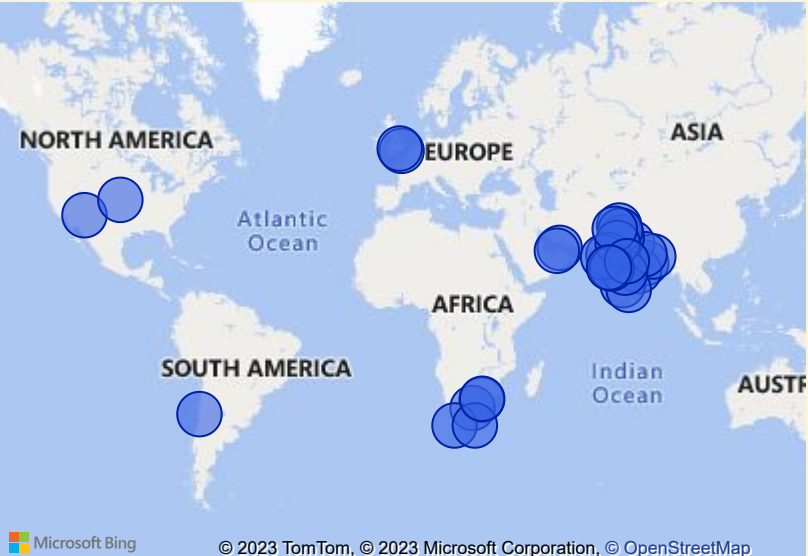 NORTH AMERICA
EUROPE
ASIA
Atlantic
Ocean
AFRICA
SOUTH AMERICA
Indian
Ocean
AUSTF
Microsoft Bing
© 2023 TomTom, © 2023 Microsoft Corporation, © OpenStreetMap